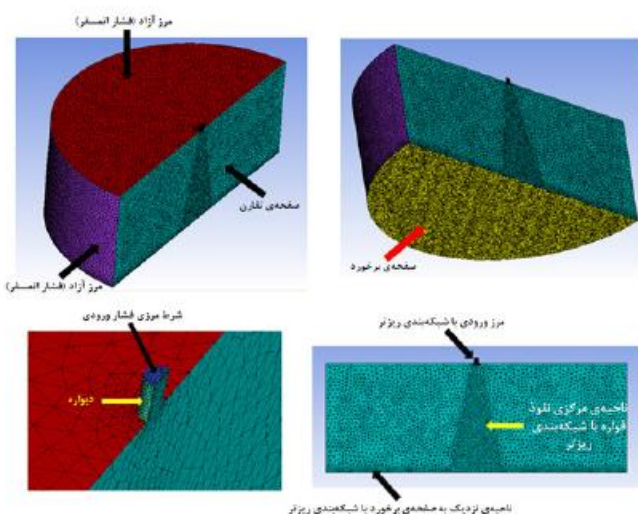 مرز آزاد (فشار اتمسفر)
صفحه‌ی تقارن
مرز آزاد (فشار اتمسفر)
صفحه‌ی برخورد
شرط مرزی فشار ورودی
دیواره
مرز ورودی با شبکه‌بندی ریزتر
ناحیه‌ی مرکزی نفوذ
فواره با شبکه‌بندی
ریزتر
ناحیه‌ی نزدیک به صفحه‌ی برخورد با شبکه‌بندی ریزتر